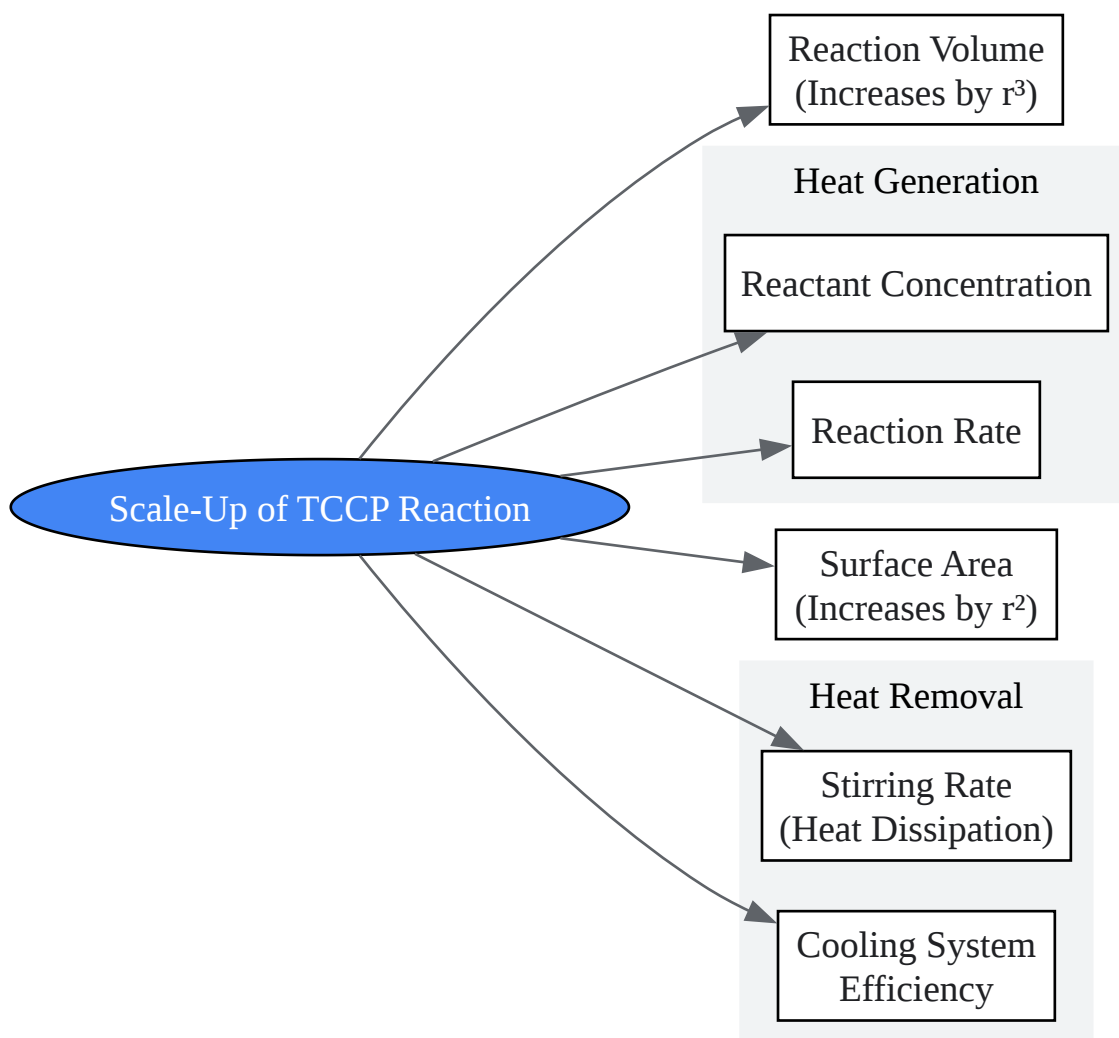 Reaction Volume
(Increases by r³)
Heat Generation
Reactant Concentration
Reaction Rate
Scale-Up of TCCP Reaction
Surface Area
(Increases by r²)
Heat Removal
Stirring Rate
(Heat Dissipation)
Cooling System
Efficiency